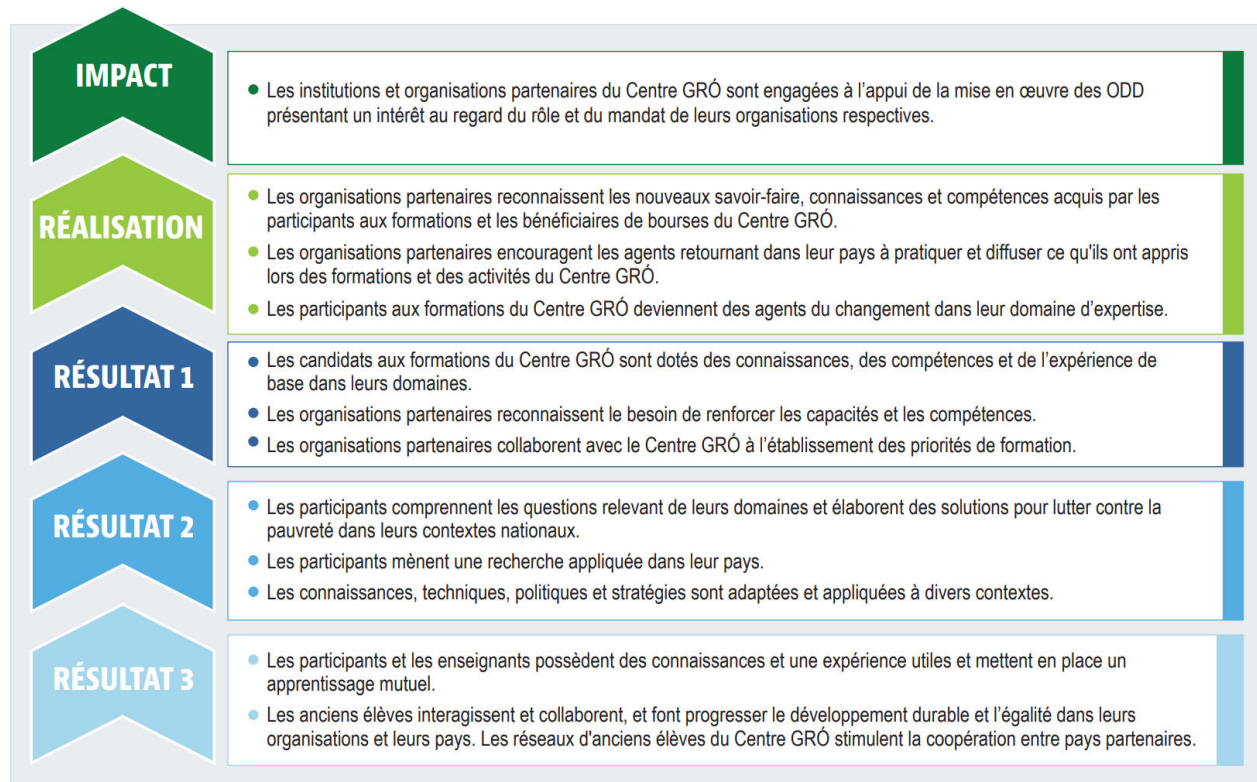 IMPACT
Les institutions et organisations partenaires du Centre GRÓ sont engagées à l'appui de la mise en œuvre des ODD
présentant un intérêt au regard du rôle et du mandat de leurs organisations respectives.
RÉALISATION
Les organisations partenaires reconnaissent les nouveaux savoir-faire, connaissances et compétences acquis par les
participants aux formations et les bénéficiaires de bourses du Centre GRÓ.
Les organisations partenaires encouragent les agents retournant dans leur pays à pratiquer et diffuser ce qu'ils ont appris
lors des formations et des activités du Centre GRÓ.
Les participants aux formations du Centre GRÓ deviennent des agents du changement dans leur domaine d'expertise.
RÉSULTAT 1
Les candidats aux formations du Centre GRÓ sont dotés des connaissances, des compétences et de l'expérience de
base dans leurs domaines.
Les organisations partenaires reconnaissent le besoin de renforcer les capacités et les compétences.
Les organisations partenaires collaborent avec le Centre GRÓ à l'établissement des priorités de formation.
RÉSULTAT 2
Les participants comprennent les questions relevant de leurs domaines et élaborent des solutions pour lutter contre la
pauvreté dans leurs contextes nationaux.
Les participants mènent une recherche appliquée dans leur pays.
Les connaissances, techniques, politiques et stratégies sont adaptées et appliquées à divers contextes.
RÉSULTAT 3
Les participants et les enseignants possèdent des connaissances et une expérience utiles et mettent en place un
apprentissage mutuel.
Les anciens élèves interagissent et collaborent, et font progresser le développement durable et l'égalité dans leurs
organisations et leurs pays. Les réseaux d'anciens élèves du Centre GRÓ stimulent la coopération entre pays partenaires.